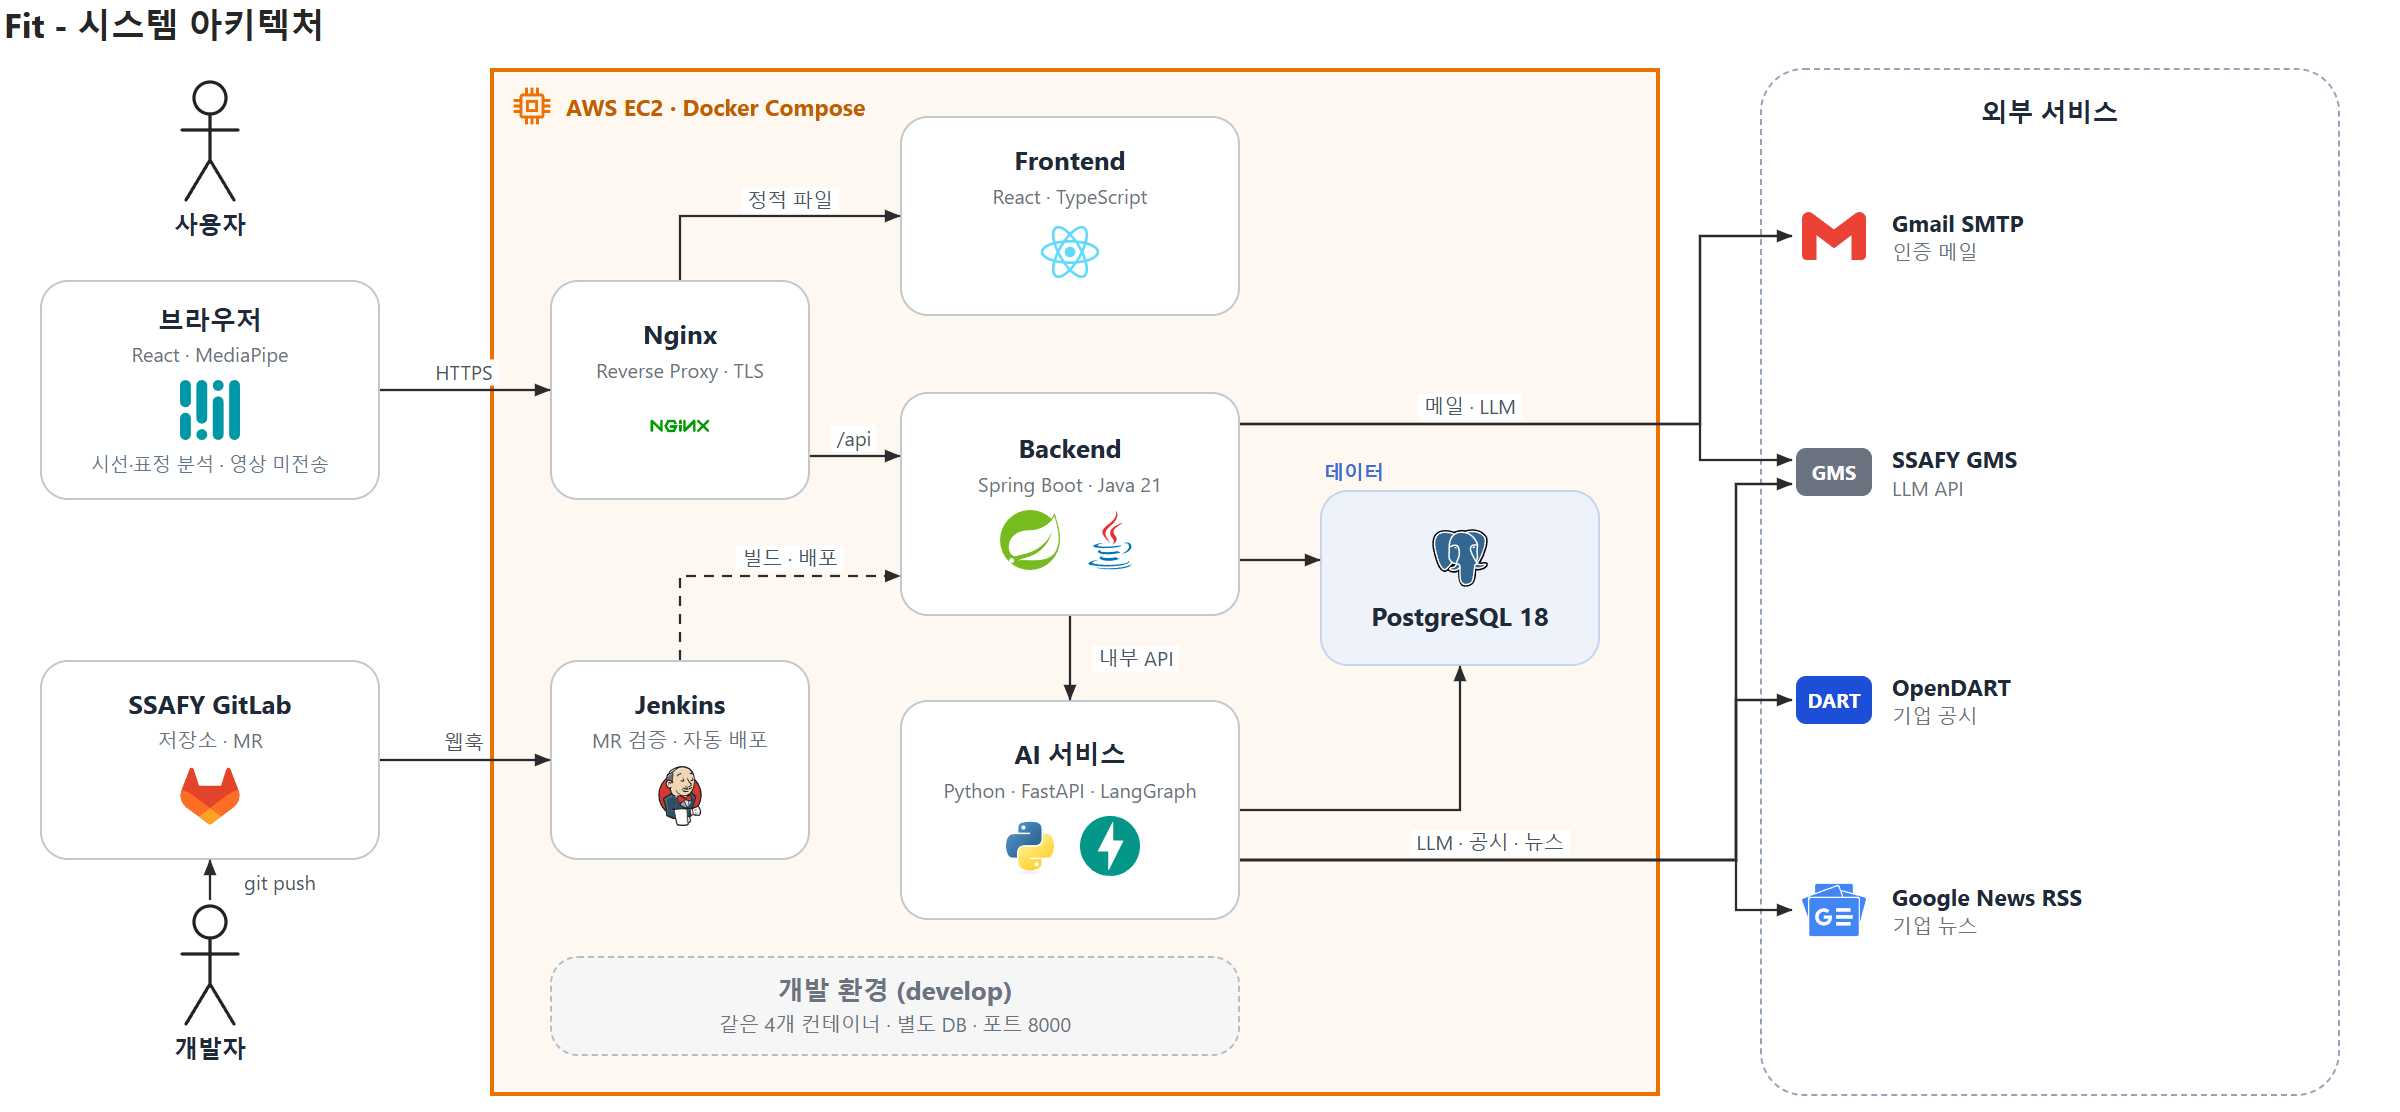 Fit - 시스템 아키텍처
사용자
브라우저
React · MediaPipe
시선·표정 분석 · 영상 미전송
HTTPS
SSAFY GitLab
저장소 · MR
git push
개발자
웹훅
AWS EC2 · Docker Compose
Nginx
Reverse Proxy · TLS
NGINX
정적 파일
/api
Frontend
React · TypeScript
Backend
Spring Boot · Java 21
빌드 · 배포
Jenkins
MR 검증 · 자동 배포
내부 API
AI 서비스
Python · FastAPI · LangGraph
데이터
PostgreSQL 18
메일 · LLM
LLM · 공시 · 뉴스
개발 환경 (develop)
같은 4개 컨테이너 · 별도 DB · 포트 8000
외부 서비스
Gmail SMTP
인증 메일
GMS
SSAFY GMS
LLM API
DART
OpenDART
기업 공시
G
Google News RSS
기업 뉴스